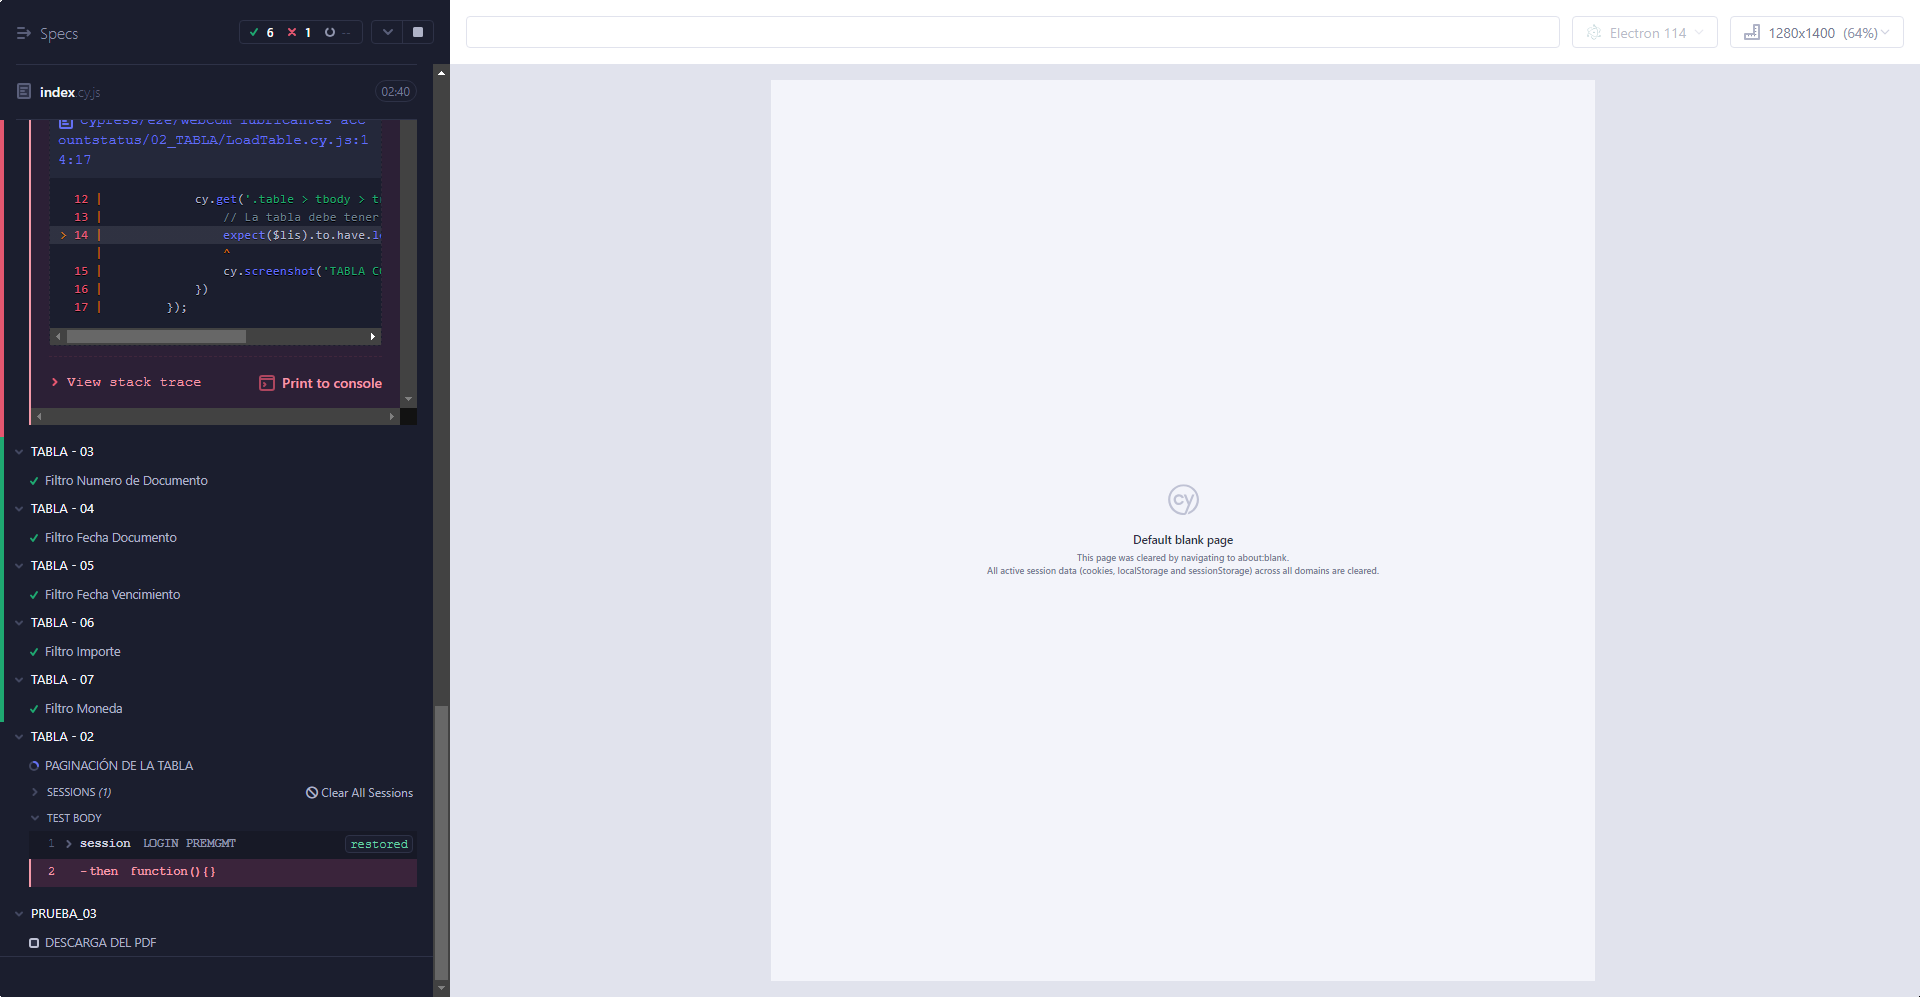 Specs
6
1
--
Electron 114
1280x1400 (64%)
index.cy.js
02:40
cypress/e2e/webcom lubricantes acc
ountstatus/02_TABLA/LoadTable.cy.js:1
4:17
12 | cy.get('.table > tbody > t
13 | // La tabla debe tener
> 14 | expect($lis).to.have.l
| ^
15 | cy.screenshot('TABLA C
16 | })
17 | });
View stack trace
Print to console
TABLA - 03
Filtro Numero de Documento
TABLA - 04
Filtro Fecha Documento
TABLA - 05
Filtro Fecha Vencimiento
TABLA - 06
Filtro Importe
TABLA - 07
Filtro Moneda
TABLA - 02
PAGINACIÓN DE LA TABLA
SESSIONS (1)
Clear All Sessions
TEST BODY
1 session LOGIN PREMGMT restored
2 -then function(){}
PRUEBA_03
DESCARGA DEL PDF
cy
Default blank page
This page was cleared by navigating to about:blank.
All active session data (cookies, localStorage and sessionStorage) across all domains are cleared.